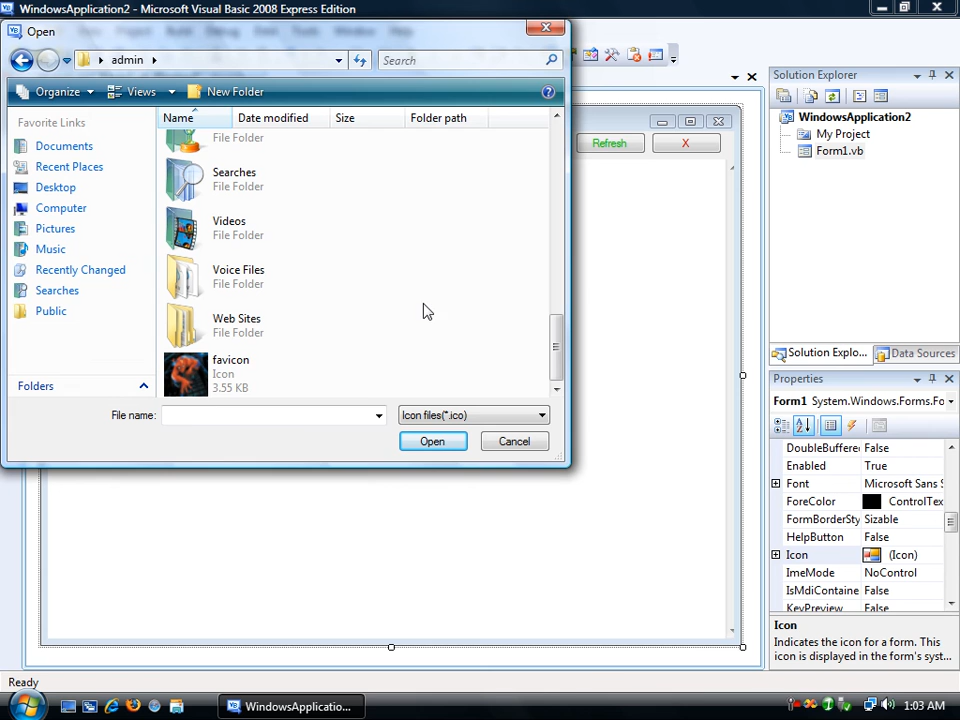 WindowsApplication2 - Microsoft Visual Basic 2008 Express Edition
Open
admin
Search
Organize
Views
New Folder
Name
Date modified
Size
Folder path
Favorite Links
Documents
Recent Places
Desktop
Computer
Pictures
Music
Recently Changed
Searches
Public
Folders
File Folder
Searches
File Folder
Videos
File Folder
Voice Files
File Folder
Web Sites
File Folder
favicon
Icon
3.55 KB
File name:
Icon files(*.ico)
Open
Cancel
Refresh
X
Solution Explorer
WindowsApplication2
My Project
Form1.vb
Solution Explo...
Data Sources
Properties
Form1 System.Windows.Forms.Fo
DoubleBuffere False
Enabled True
Font Microsoft Sans S
ForeColor ControlTex
FormBorderSty Sizable
HelpButton False
Icon (Icon)
ImeMode NoControl
IsMdiContaine False
KeyPreview False
Icon
Indicates the icon for a form. This
icon is displayed in the form's syst...
Ready
WindowsApplicatio...
1:03 AM